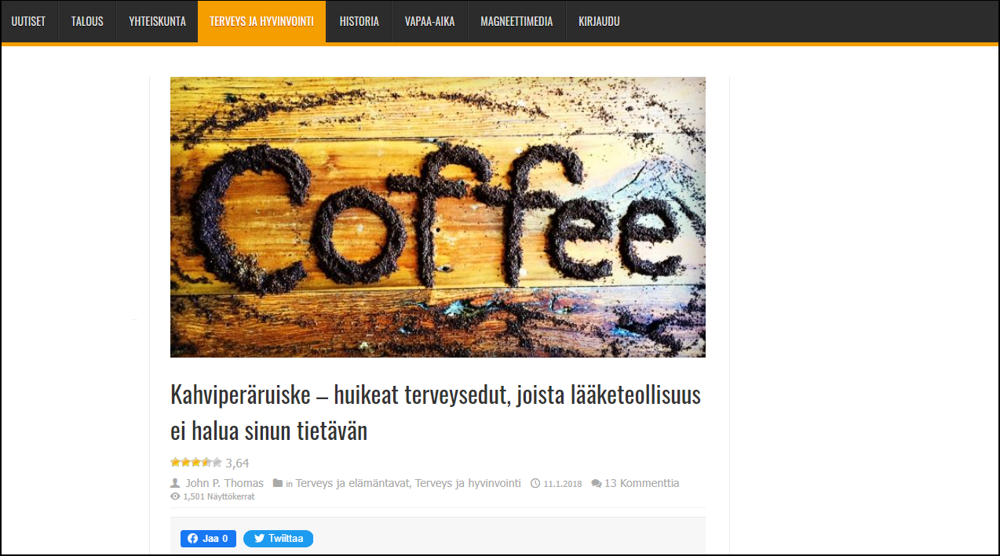 UUTISET TALOUS YHTEISKUNTA TERVEYS JA HYVINVOINTI HISTORIA VAPAA-AIKA MAGNEETTIMEDIA KIRJAUDU
Coffee
Kahviperäruiske – huikeat terveysedut, joista lääketeollisuus
ei halua sinun tietävän
3,64
John P. Thomas in Terveys ja elämäntavat, Terveys ja hyvinvointi 11.1.2018 13 Kommenttia
1,501 Näyttökerrat
Jaa 0 Twiittaa